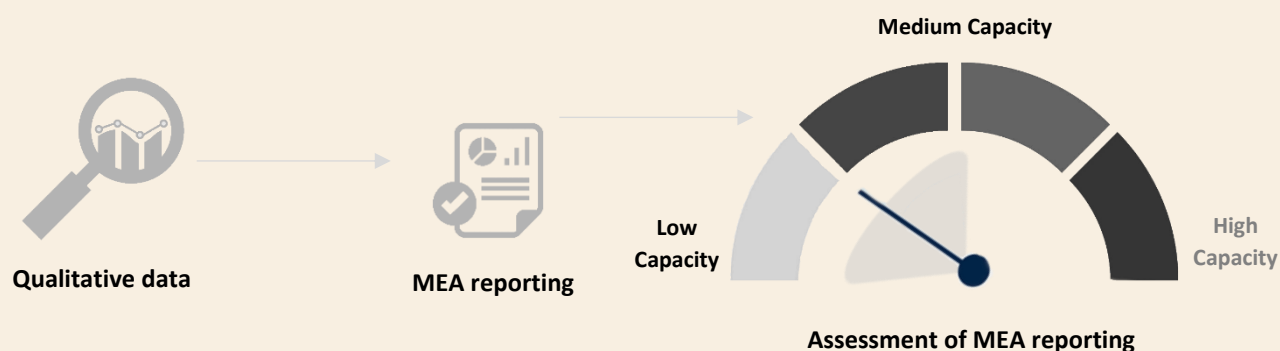 Medium Capacity
Low
Capacity
High
Capacity
Qualitative data
MEA reporting
Assessment of MEA reporting